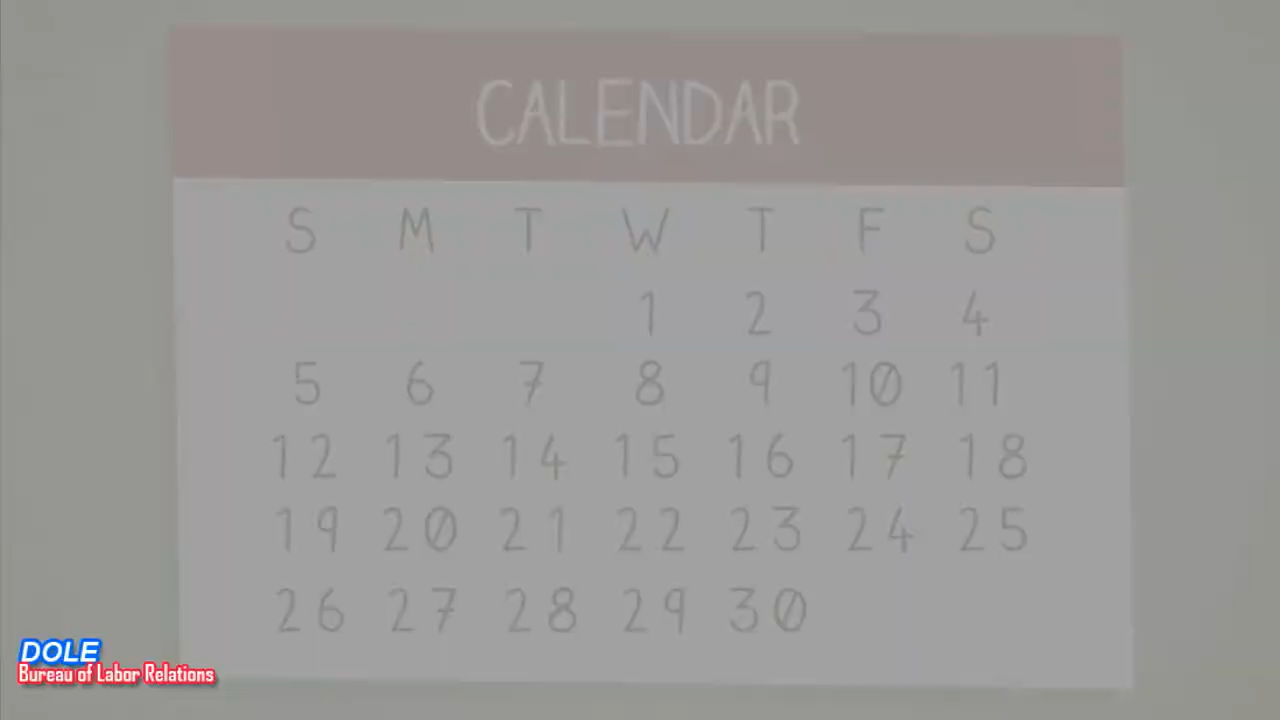 CALENDAR
S M T W T F S
1 2 3 4
5 6 7 8 9 10 11
12 13 14 15 16 17 18
19 20 21 22 23 24 25
26 27 28 29 30
DOLE
Bureau of Labor Relations